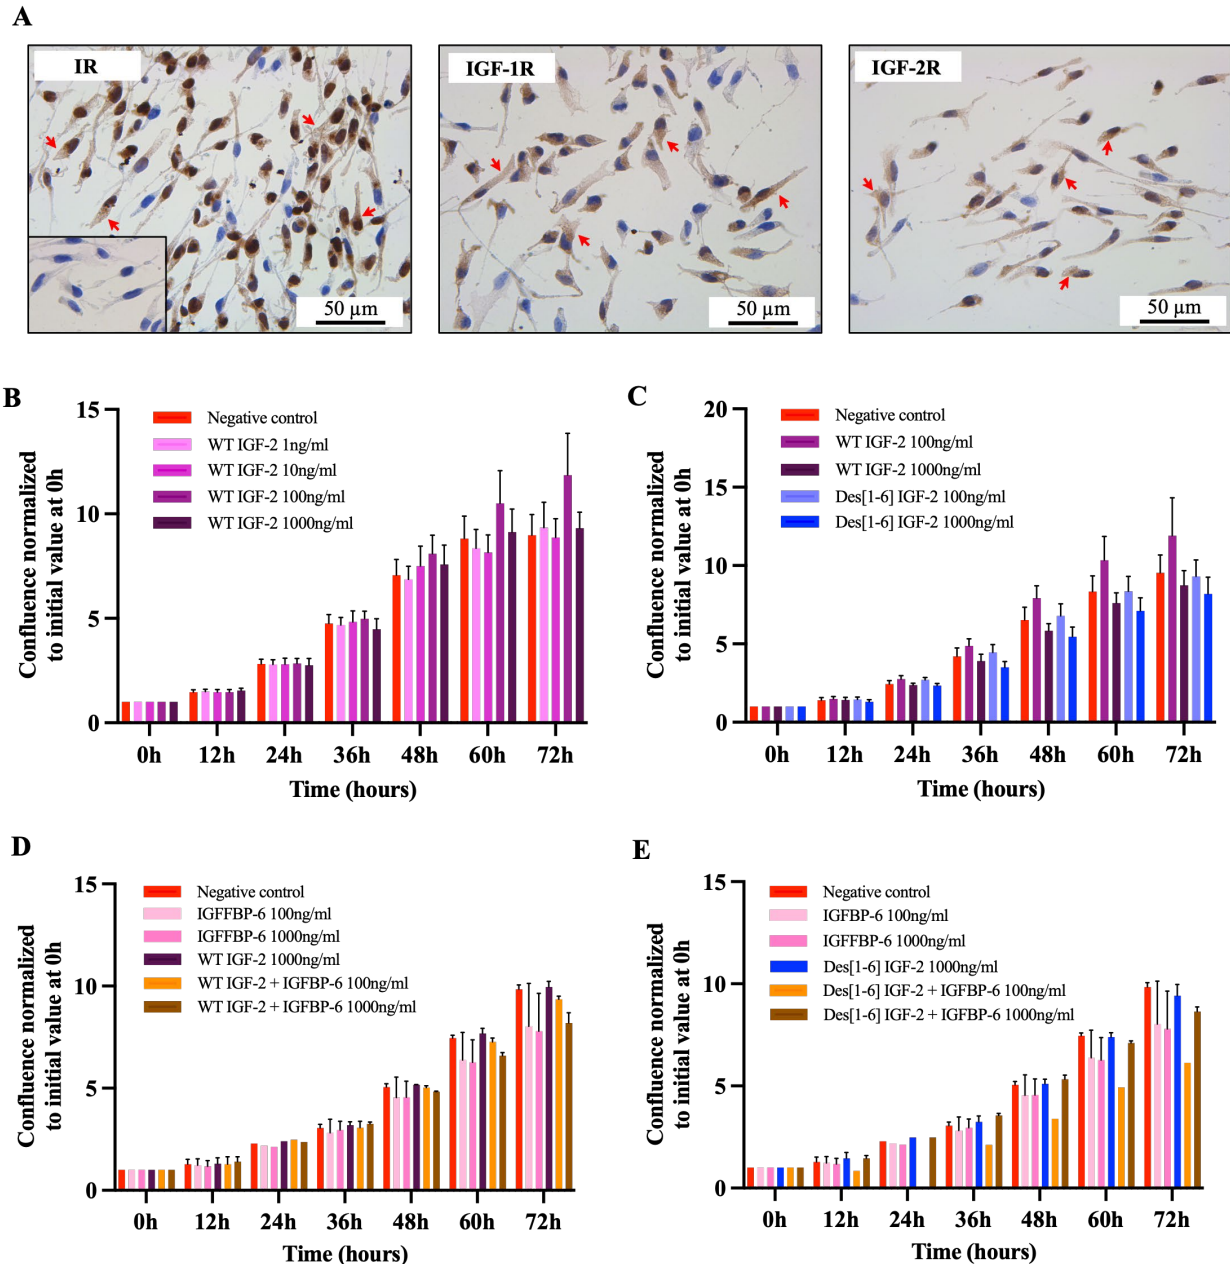 A
IR
IGF-1R
IGF-2R
50 µm
50 µm
50 µm
B
Confluence normalized
to initial value at 0h
15
10
5
0
Negative control
WT IGF-2 1ng/ml
WT IGF-2 10ng/ml
WT IGF-2 100ng/ml
WT IGF-2 1000ng/ml
0h 12h 24h 36h 48h 60h 72h
Time (hours)
C
Confluence normalized
to initial value at 0h
20
15
10
5
0
Negative control
WT IGF-2 100ng/ml
WT IGF-2 1000ng/ml
Des[1-6] IGF-2 100ng/ml
Des[1-6] IGF-2 1000ng/ml
0h 12h 24h 36h 48h 60h 72h
Time (hours)
D
Confluence normalized
to initial value at 0h
15
10
5
0
Negative control
IGFFBP-6 100ng/ml
IGFFBP-6 1000ng/ml
WT IGF-2 1000ng/ml
WT IGF-2 + IGFBP-6 100ng/ml
WT IGF-2 + IGFBP-6 1000ng/ml
0h 12h 24h 36h 48h 60h 72h
Time (hours)
E
Confluence normalized
to initial value at 0h
15
10
5
0
Negative control
IGFBP-6 100ng/ml
IGFFBP-6 1000ng/ml
Des[1-6] IGF-2 1000ng/ml
Des[1-6] IGF-2 + IGFBP-6 100ng/ml
Des[1-6] IGF-2 + IGFBP-6 1000ng/ml
0h 12h 24h 36h 48h 60h 72h
Time (hours)